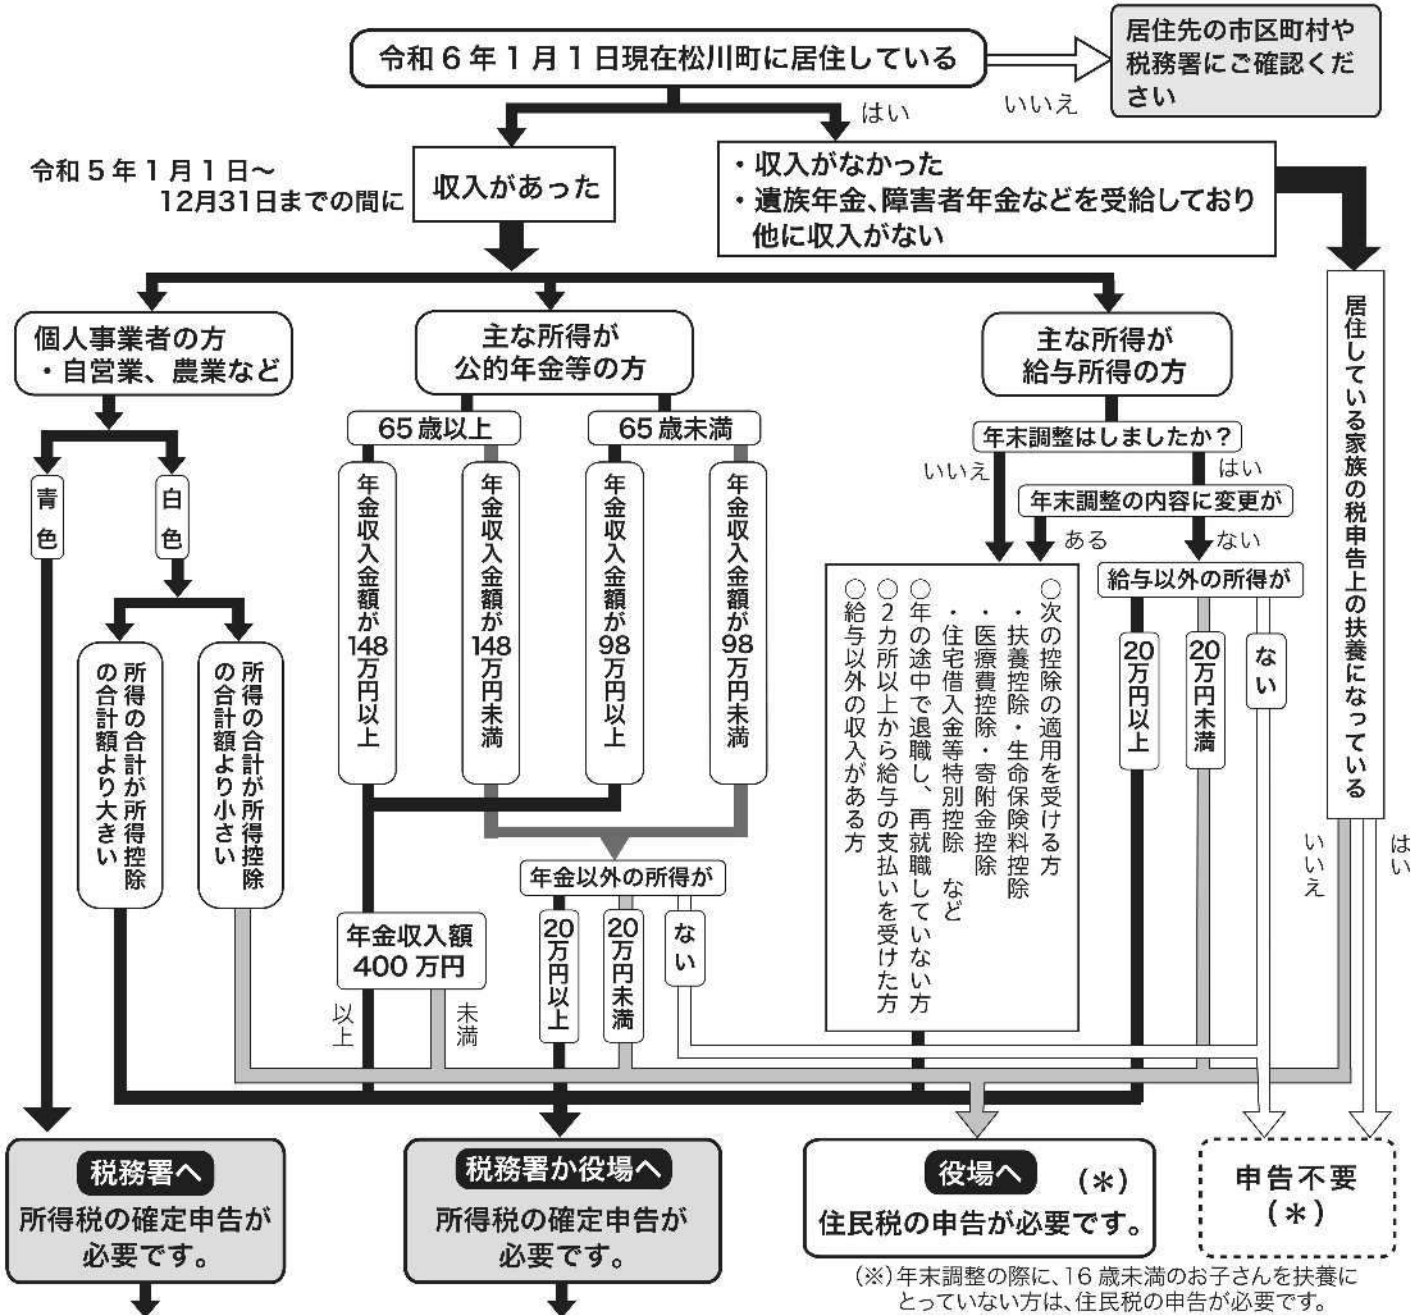 令和６年１月１日現在松川町に居住している
居住先の市区町村や
税務署にご確認くだ
さい
はい
いいえ
令和５年１月１日～
12月31日までの間に
収入があった
・収入がなかった
・遺族年金、障害者年金などを受給しており
他に収入がない
個人事業者の方
・自営業、農業など
主な所得が
公的年金等の方
主な所得が
給与所得の方
居住している家族の税申告上の扶養になっている
65歳以上
65歳未満
年末調整はしましたか？
いいえ
はい
年末調整の内容に変更が
ある
ない
青色
白色
年金収入金額が148万円以上
年金収入金額が148万円未満
年金収入金額が98万円以上
年金収入金額が98万円未満
○次の控除の適用を受ける方
・扶養控除・生命保険料控除
・医療費控除・寄附金控除
・住宅借入金等特別控除　など
○年の途中で退職し、再就職していない方
○２カ所以上から給与の支払いを受けた方
○給与以外の収入がある方
給与以外の所得が
20万円以上
20万円未満
ない
所得の合計が所得控除
の合計額より大きい
所得の合計が所得控除
の合計額より小さい
いいえ
はい
年金以外の所得が
20万円以上
20万円未満
ない
年金収入額
400万円
以上
未満
税務署へ
所得税の確定申告が
必要です。
税務署か役場へ
所得税の確定申告が
必要です。
役場へ　（＊）
住民税の申告が必要です。
申告不要
（＊）
（※）年末調整の際に、16歳未満のお子さんを扶養に
とっていない方は、住民税の申告が必要です。